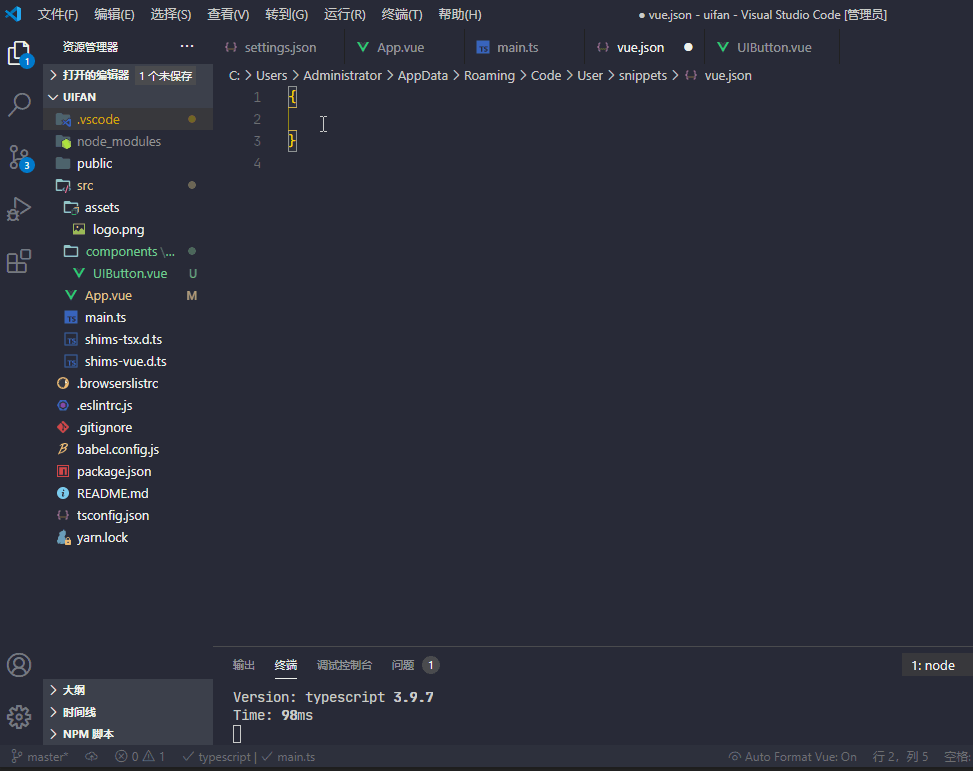 文件(F) 编辑(E) 选择(S) 查看(V) 转到(G) 运行(R) 终端(T) 帮助(H) ● vue.json - uifan - Visual Studio Code [管理员]
资源管理器 ···
settings.json App.vue main.ts vue.json UIButton.vue
打开的编辑器 1 个未保存
C: > Users > Administrator > AppData > Roaming > Code > User > snippets > {} vue.json
UIFAN
.vscode
node_modules
public
src
assets
logo.png
components \...
UIButton.vue U
App.vue M
main.ts
shims-tsx.d.ts
shims-vue.d.ts
.browserslistrc
.eslintrc.js
.gitignore
babel.config.js
package.json
README.md
tsconfig.json
yarn.lock
1
3
1 {
2
3 }
4
输出 终端 调试控制台 问题 1 1: node
Version: typescript 3.9.7
Time: 98ms
大纲
时间线
NPM 脚本
master* 0 1 typescript | main.ts Auto Format Vue: On 行 2，列 5 空格: